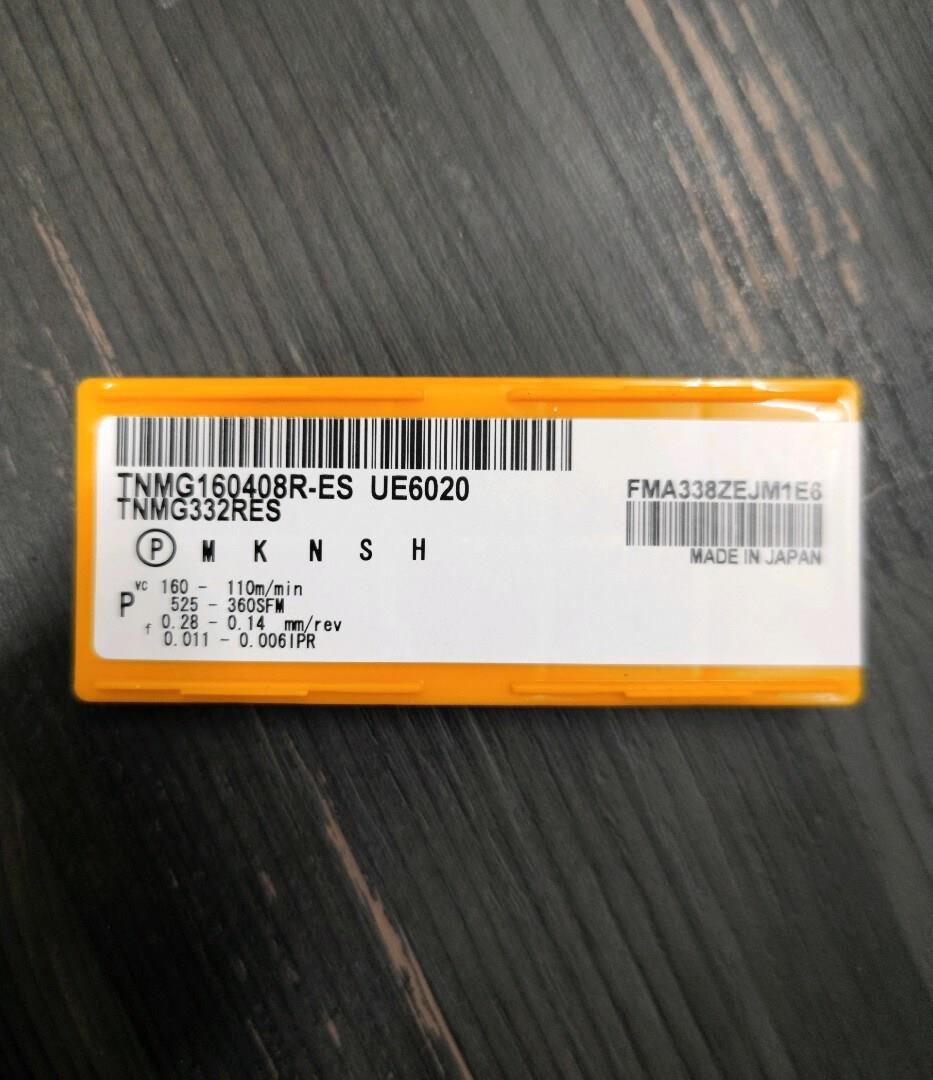 TNMG160408R-ES UE6020
TNMG332RES
P M K N S H
P vc 160 - 110m/min
525 - 360SFM
f 0.28 - 0.14 mm/rev
0.011 - 0.006IPR
FMA338ZEJM1E6
MADE IN JAPAN